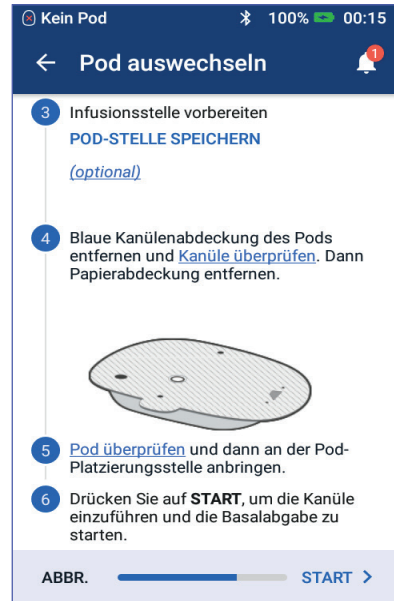 Kein Pod 100% 00:15
Pod auswechseln 1
3 Infusionsstelle vorbereiten
POD-STELLE SPEICHERN
(optional)
4 Blaue Kanülenabdeckung des Pods
entfernen und Kanüle überprüfen. Dann
Papierabdeckung entfernen.
5 Pod überprüfen und dann an der Pod-
Platzierungsstelle anbringen.
6 Drücken Sie auf START, um die Kanüle
einzuführen und die Basalabgabe zu
starten.
ABBR. START